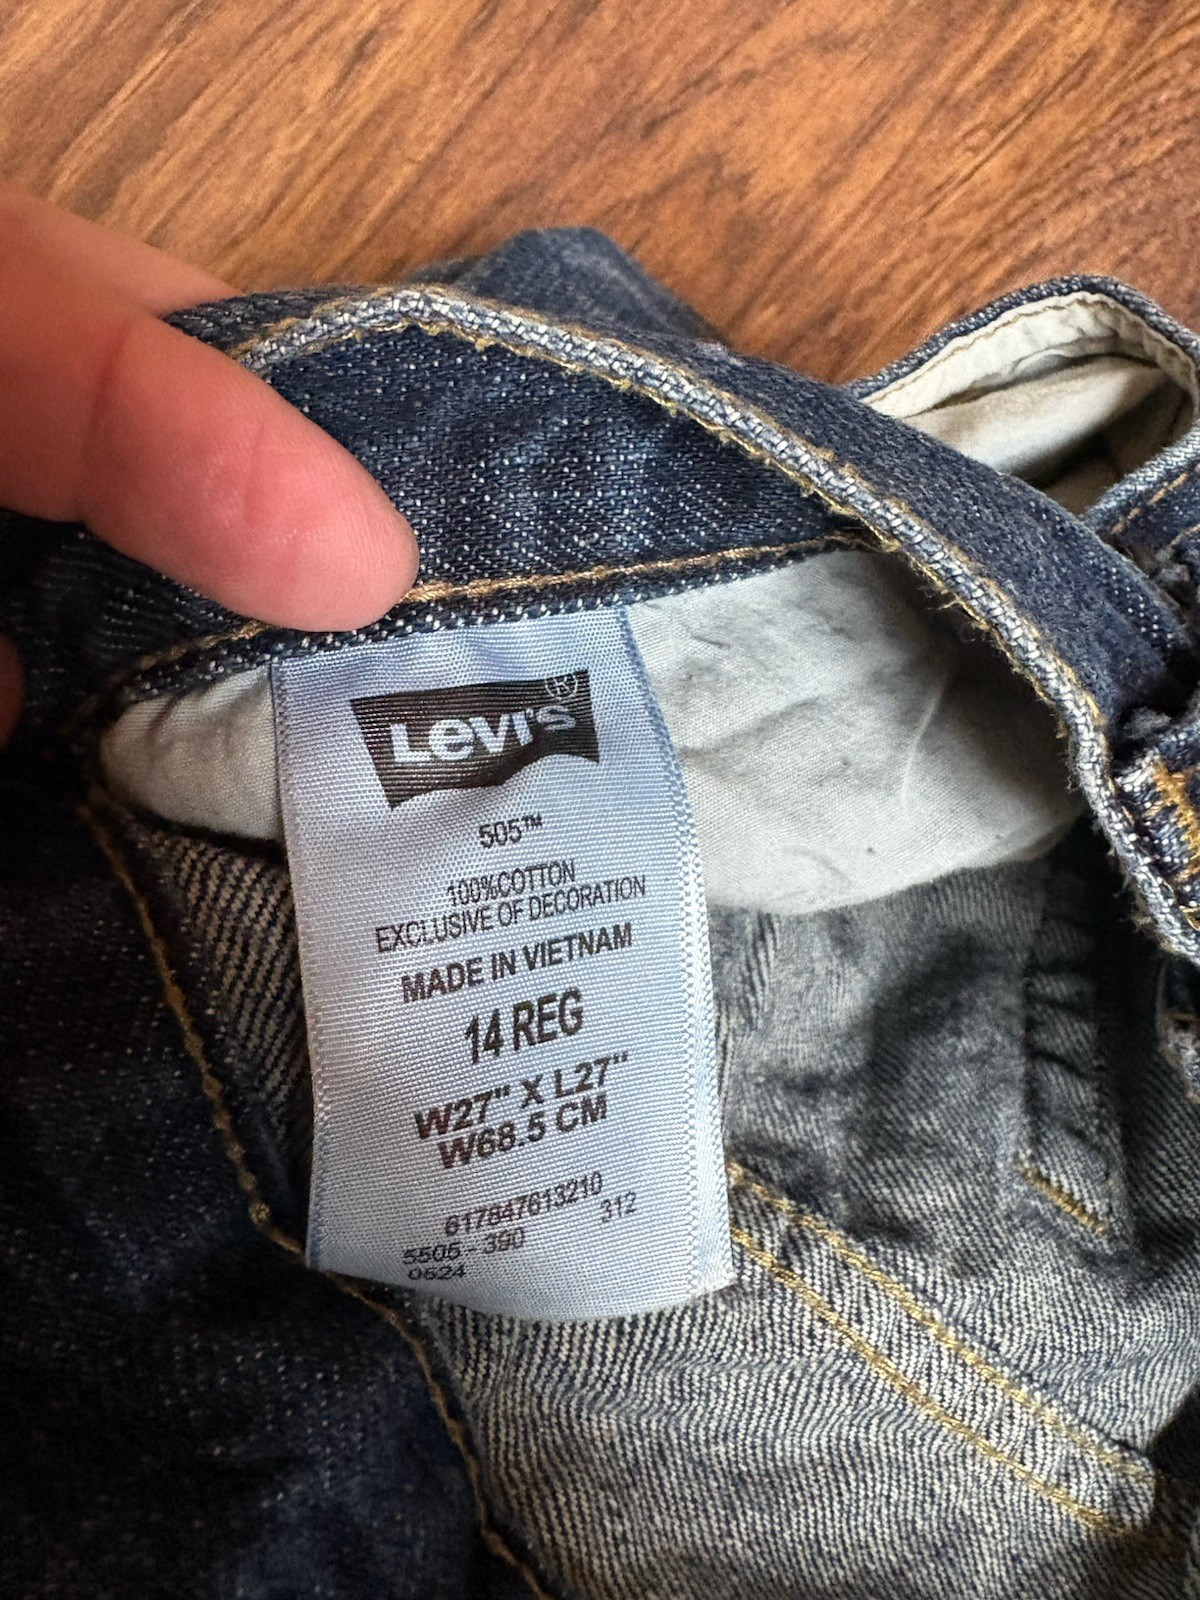 Levi's®
505™
100%COTTON
EXCLUSIVE OF DECORATION
MADE IN VIETNAM
14 REG
W27" X L27"
W68.5 CM
617847613210
312
5505-390
0524